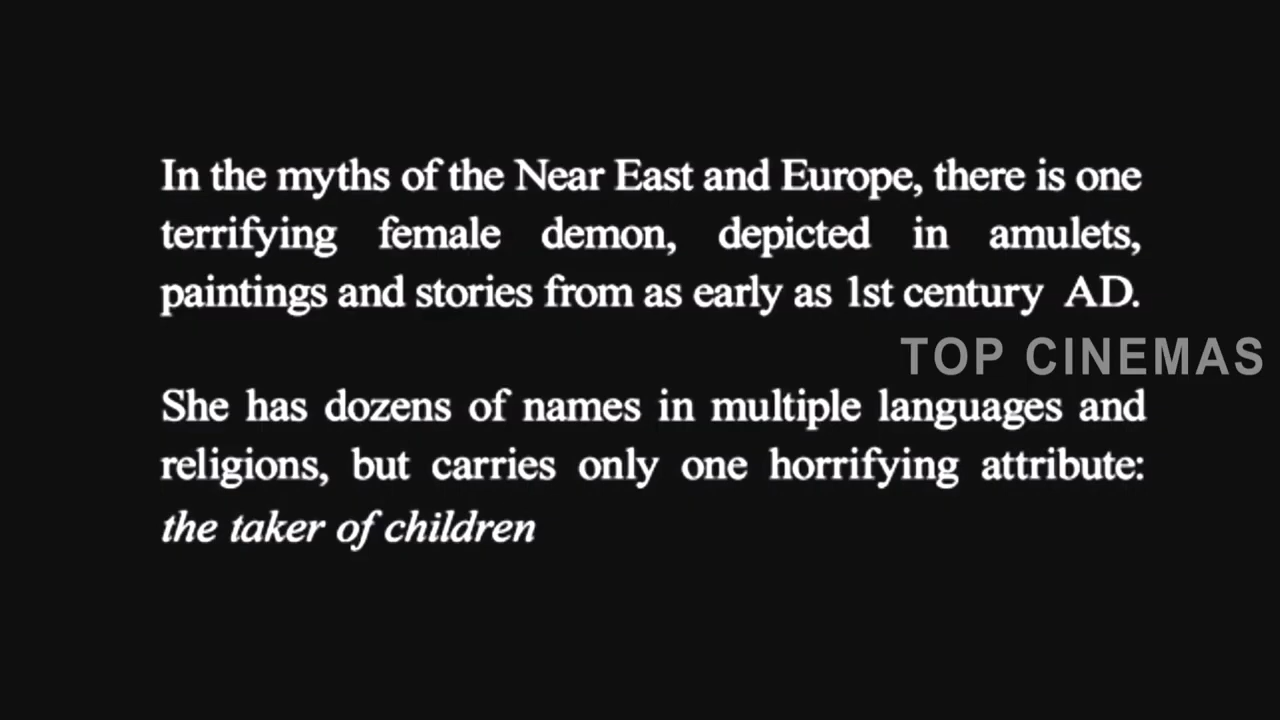 In the myths of the Near East and Europe, there is one
terrifying female demon, depicted in amulets,
paintings and stories from as early as 1st century AD.
TOP CINEMAS
She has dozens of names in multiple languages and
religions, but carries only one horrifying attribute:
the taker of children